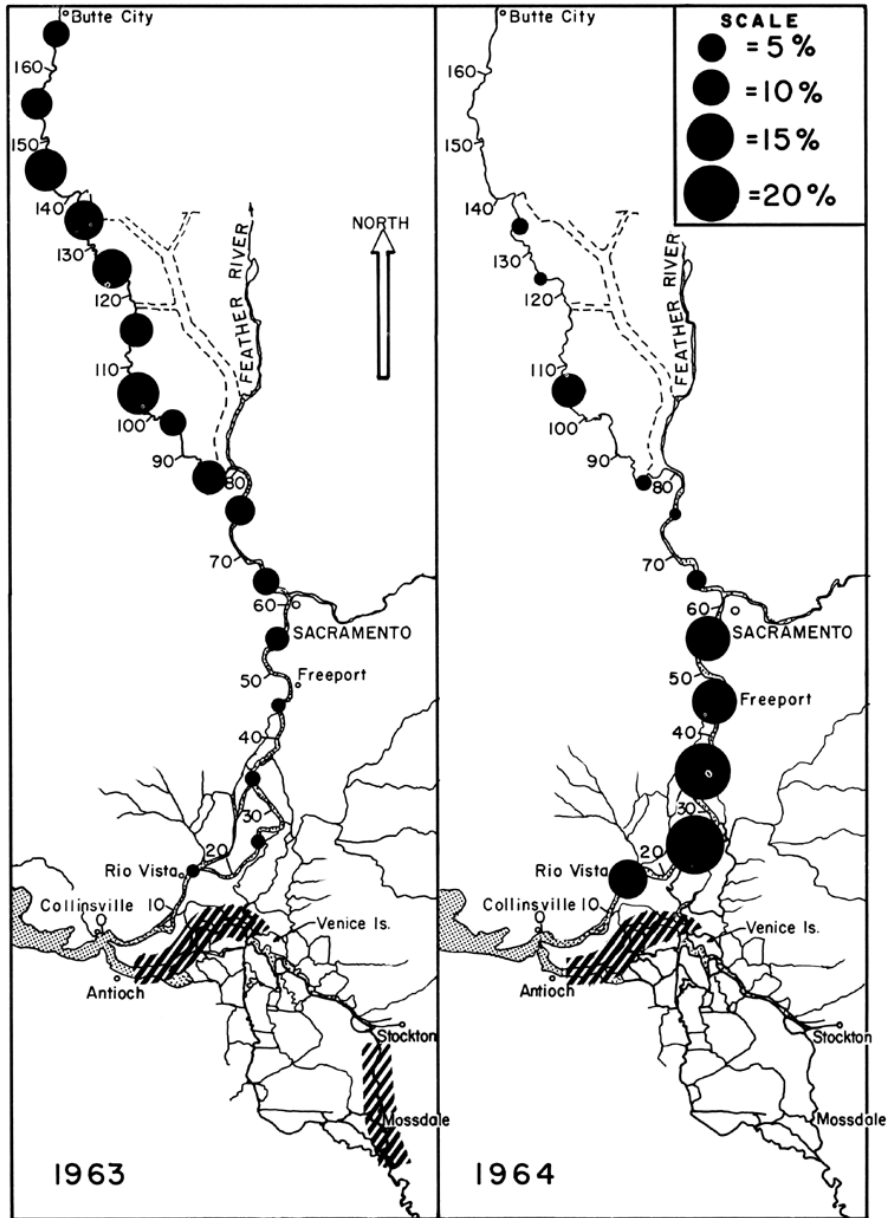 Butte City
160
150
140
130
120
110
100
90
80
70
60
SACRAMENTO
50
Freeport
40
30
20
Rio Vista
Collinsville
10
0
Venice Is.
Antioch
Stockton
Mossdale
FEATHER RIVER
NORTH
1963
Butte City
160
150
140
130
120
110
100
90
80
70
60
SACRAMENTO
50
Freeport
40
30
20
Rio Vista
Collinsville
10
0
Venice Is.
Antioch
Stockton
Mossdale
FEATHER RIVER
1964
SCALE
=5%
=10%
=15%
=20%